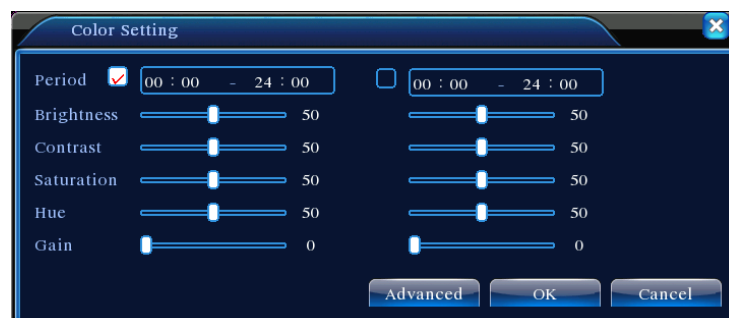 Color Setting
Period 00 : 00 - 24 : 00 00 : 00 - 24 : 00
Brightness 50 50
Contrast 50 50
Saturation 50 50
Hue 50 50
Gain 0 0
Advanced OK Cancel